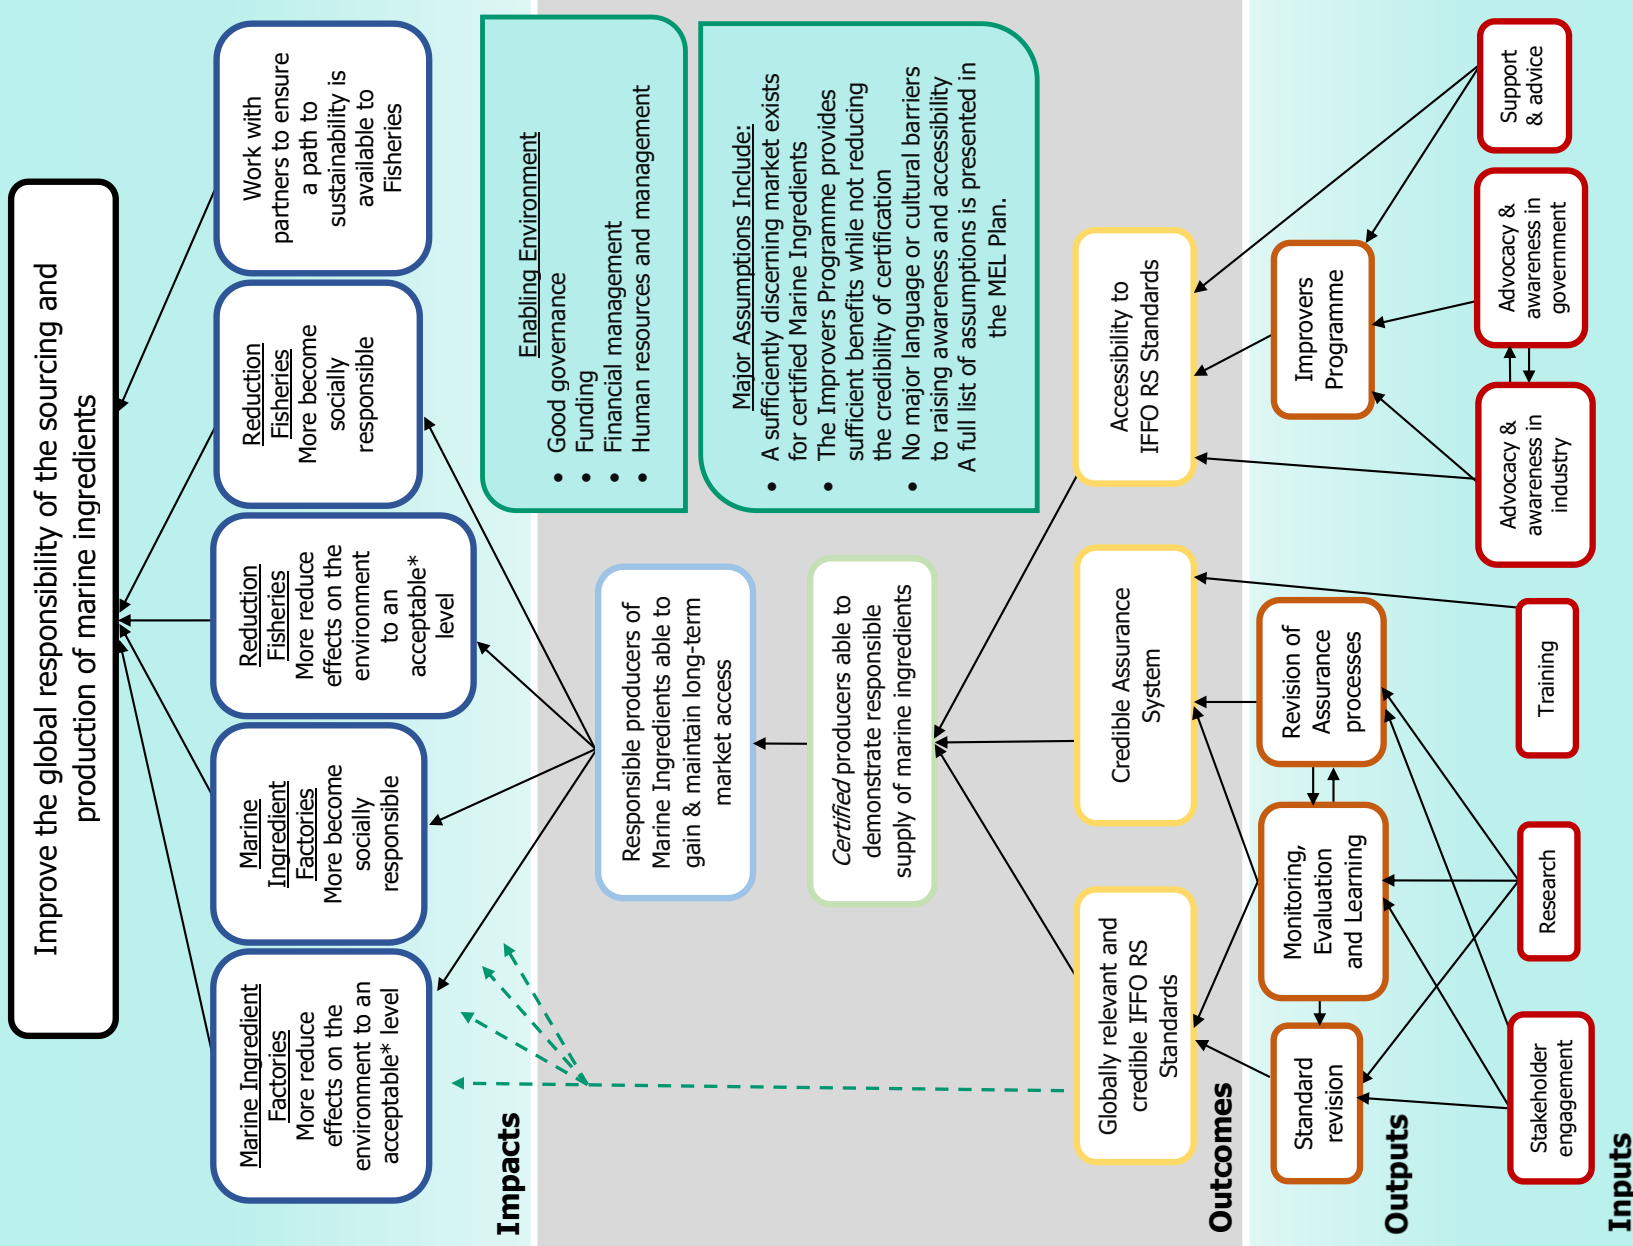 Improve the global responsibility of the sourcing and
production of marine ingredients
Marine Ingredient
Factories
More reduce
effects on the
environment to an
acceptable* level
Marine
Ingredient
Factories
More become
socially
responsible
Reduction
Fisheries
More reduce
effects on the
environment
to an
acceptable*
level
Reduction
Fisheries
More become
socially
responsible
Work with
partners to ensure
a path to
sustainability is
available to
Fisheries
Impacts
Responsible producers of
Marine Ingredients able to
gain & maintain long-term
market access
Enabling Environment
• Good governance
• Funding
• Financial management
• Human resources and management
Certified producers able to
demonstrate responsible
supply of marine ingredients
Major Assumptions Include:
• A sufficiently discerning market exists
for certified Marine Ingredients
• The Improvers Programme provides
sufficient benefits while not reducing
the credibility of certification
• No major language or cultural barriers
to raising awareness and accessibility
A full list of assumptions is presented in
the MEL Plan.
Globally relevant and
credible IFFO RS
Standards
Credible Assurance
System
Accessibility to
IFFO RS Standards
Outcomes
Standard
revision
Monitoring,
Evaluation
and Learning
Revision of
Assurance
processes
Improvers
Programme
Outputs
Stakeholder
engagement
Research
Training
Advocacy &
awareness in
industry
Advocacy &
awareness in
government
Support
& advice
Inputs